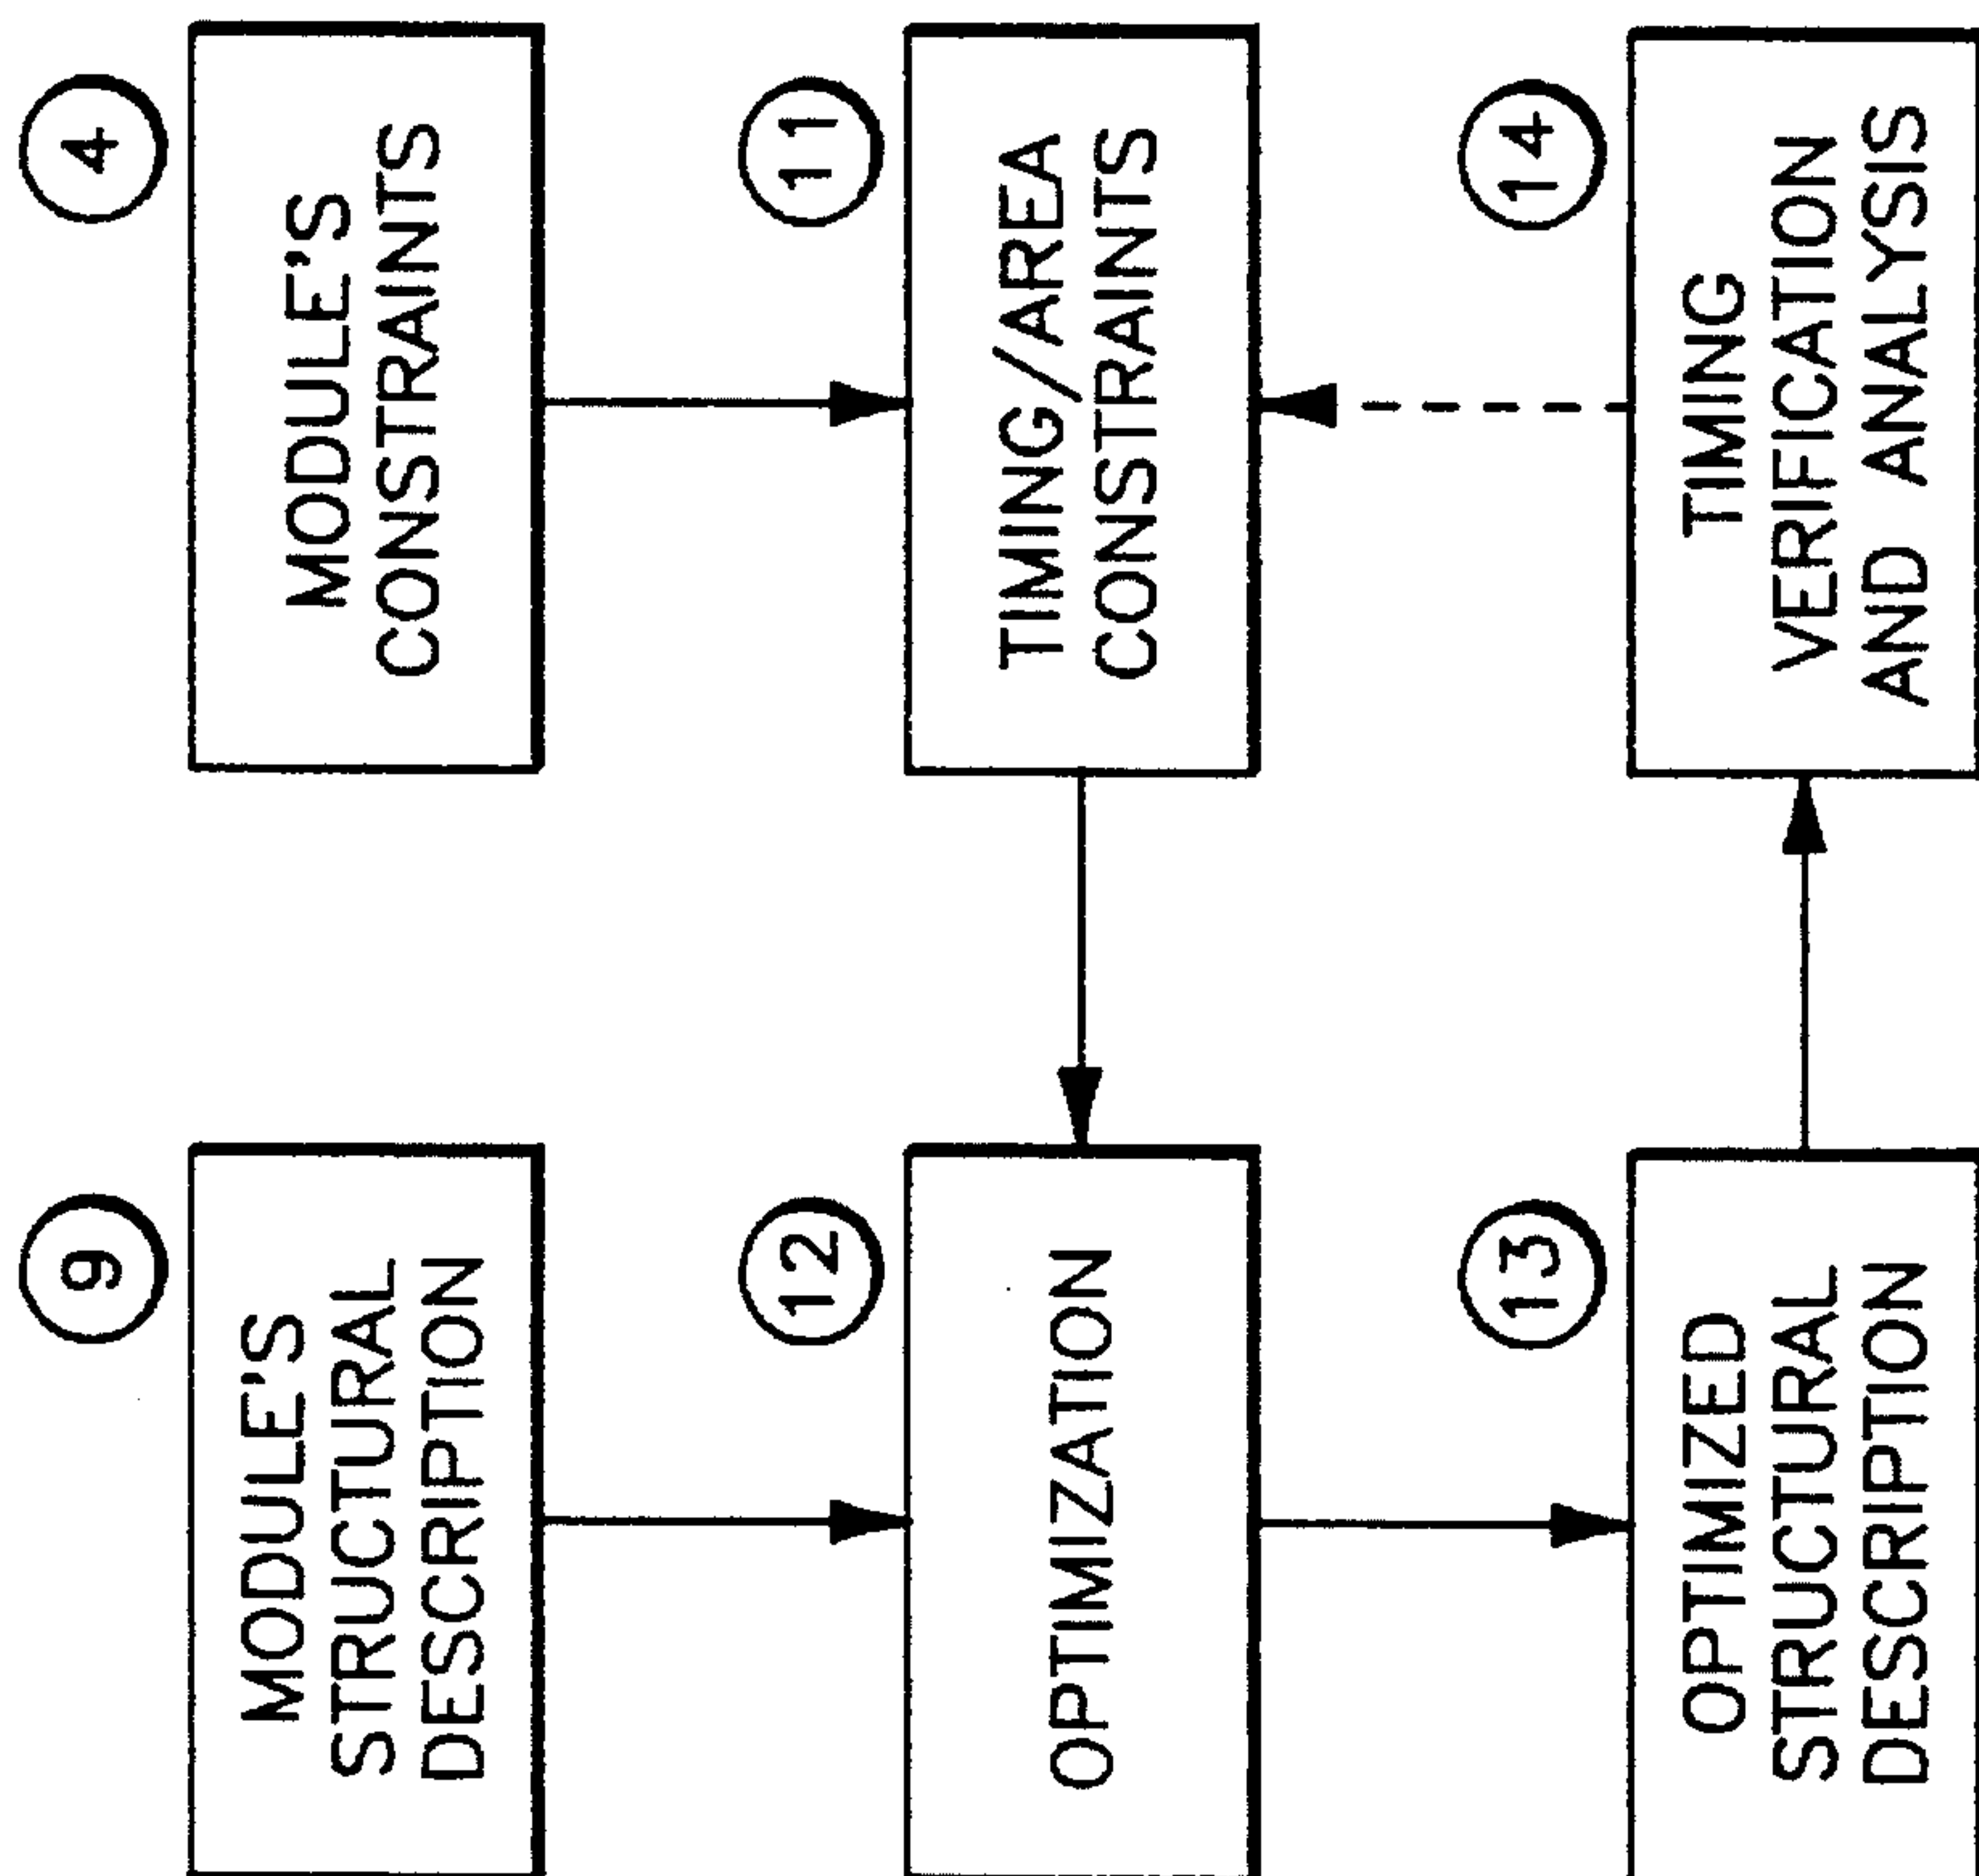 9
MODULE'S
STRUCTURAL
DESCRIPTION
12
OPTIMIZATION
13
OPTIMIZED
STRUCTURAL
DESCRIPTION
4
MODULE'S
CONSTRAINTS
11
TIMING/AREA
CONSTRAINTS
14
TIMING
VERIFICATION
AND ANALYSIS